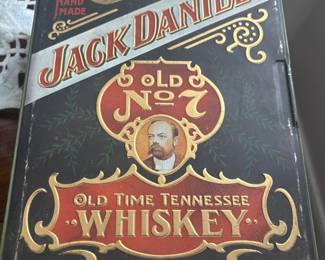 HAND
MADE
JACK DANIEL
OLD
No 7
OLD TIME TENNESSEE
WHISKEY